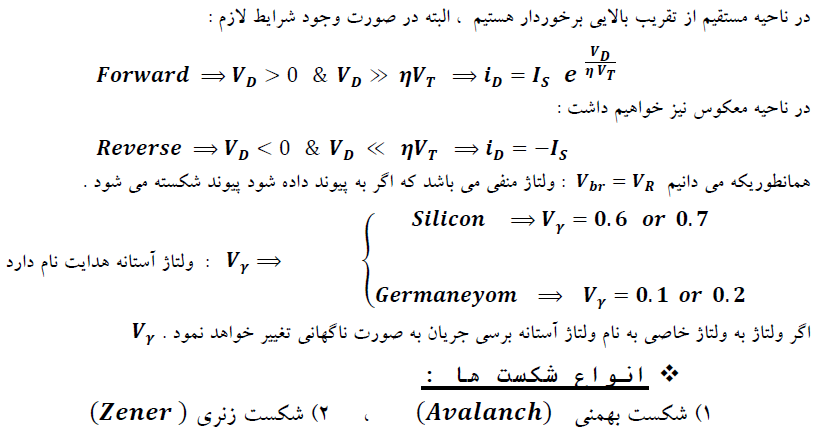 در ناحیه مستقیم از تقریب بالایی برخوردار هستیم ، البته در صورت وجود شرایط لازم :
Forward ⟹ V_D > 0 & V_D ≫ ηV_T ⟹ i_D = I_S e^(V_D / η V_T)
در ناحیه معکوس نیز خواهیم داشت :
Reverse ⟹ V_D < 0 & V_D ≪ ηV_T ⟹ i_D = −I_S
همانطوریکه می دانیم V_br = V_R : ولتاژ منفی می باشد که اگر به پیوند داده شود پیوند شکسته می شود .
Silicon ⟹ V_γ = 0.6 or 0.7
V_γ ⟹ : ولتاژ آستانه هدایت نام دارد
Germaneyom ⟹ V_γ = 0.1 or 0.2
اگر ولتاژ به ولتاژ خاصی به نام ولتاژ آستانه برسی جریان به صورت ناگهانی تغییر خواهد نمود . V_γ
❖ انواع شکست ها :
۱) شکست بهمنی (Avalanch) ، ۲) شکست زنری (Zener)